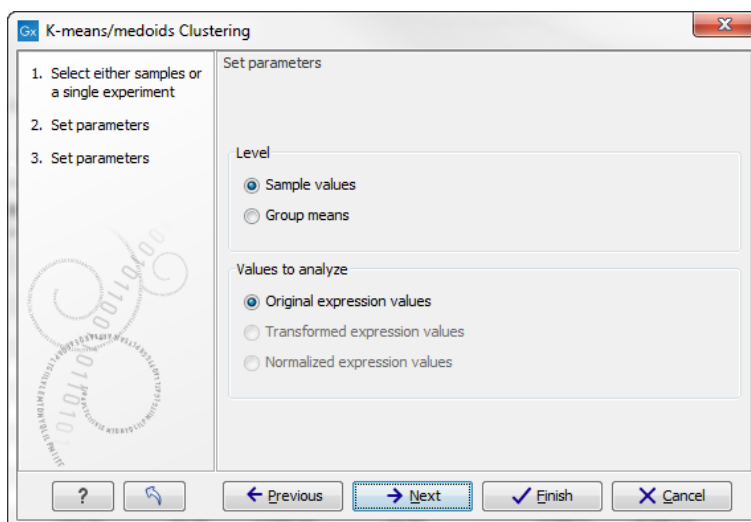 Gx K-means/medoids Clustering
1. Select either samples or
a single experiment
2. Set parameters
3. Set parameters
Set parameters
Level
Sample values
Group means
Values to analyze
Original expression values
Transformed expression values
Normalized expression values
? Previous Next Finish Cancel